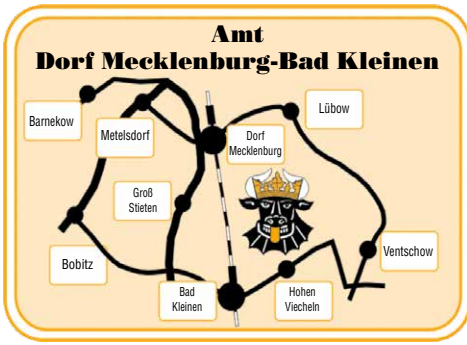 Amt
Dorf Mecklenburg-Bad Kleinen
Barnekow
Metelsdorf
Dorf
Mecklenburg
Lübow
Groß
Stieten
Bobitz
Ventschow
Bad
Kleinen
Hohen
Viecheln